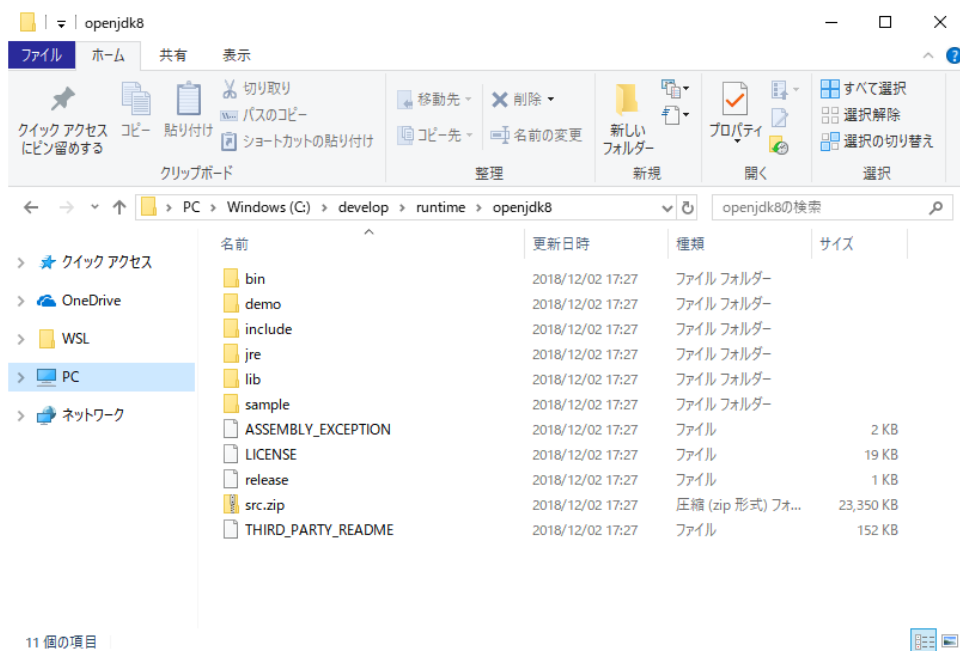 openjdk8
ファイル ホーム 共有 表示
クイック アクセス
にピン留めする
コピー
貼り付け
切り取り
パスのコピー
ショートカットの貼り付け
クリップボード
移動先
コピー先
削除
名前の変更
整理
新しい
フォルダー
新規
プロパティ
開く
すべて選択
選択解除
選択の切り替え
選択
PC > Windows (C:) > develop > runtime > openjdk8
openjdk8の検索
クイック アクセス
OneDrive
WSL
PC
ネットワーク
名前 更新日時 種類 サイズ
bin 2018/12/02 17:27 ファイル フォルダー
demo 2018/12/02 17:27 ファイル フォルダー
include 2018/12/02 17:27 ファイル フォルダー
jre 2018/12/02 17:27 ファイル フォルダー
lib 2018/12/02 17:27 ファイル フォルダー
sample 2018/12/02 17:27 ファイル フォルダー
ASSEMBLY_EXCEPTION 2018/12/02 17:27 ファイル 2 KB
LICENSE 2018/12/02 17:27 ファイル 19 KB
release 2018/12/02 17:27 ファイル 1 KB
src.zip 2018/12/02 17:27 圧縮 (zip 形式) フォ... 23,350 KB
THIRD_PARTY_README 2018/12/02 17:27 ファイル 152 KB
11 個の項目